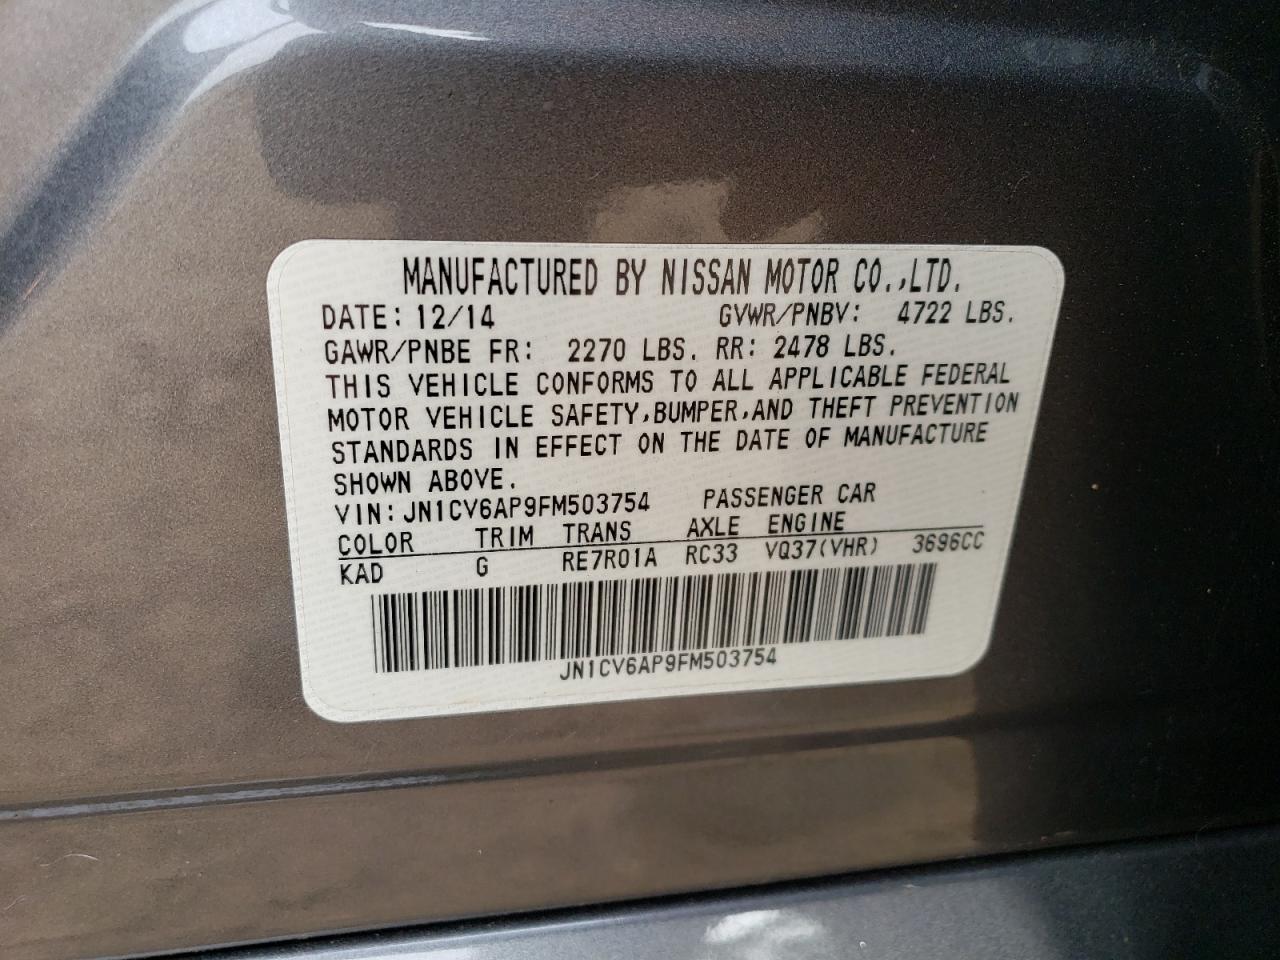 MANUFACTURED BY NISSAN MOTOR CO.,LTD.
DATE: 12/14 GVWR/PNBV: 4722 LBS.
GAWR/PNBE FR: 2270 LBS. RR: 2478 LBS.
THIS VEHICLE CONFORMS TO ALL APPLICABLE FEDERAL
MOTOR VEHICLE SAFETY,BUMPER,AND THEFT PREVENTION
STANDARDS IN EFFECT ON THE DATE OF MANUFACTURE
SHOWN ABOVE.
VIN: JN1CV6AP9FM503754 PASSENGER CAR
COLOR TRIM TRANS AXLE ENGINE
KAD G RE7R01A RC33 VQ37(VHR) 3696CC
JN1CV6AP9FM503754